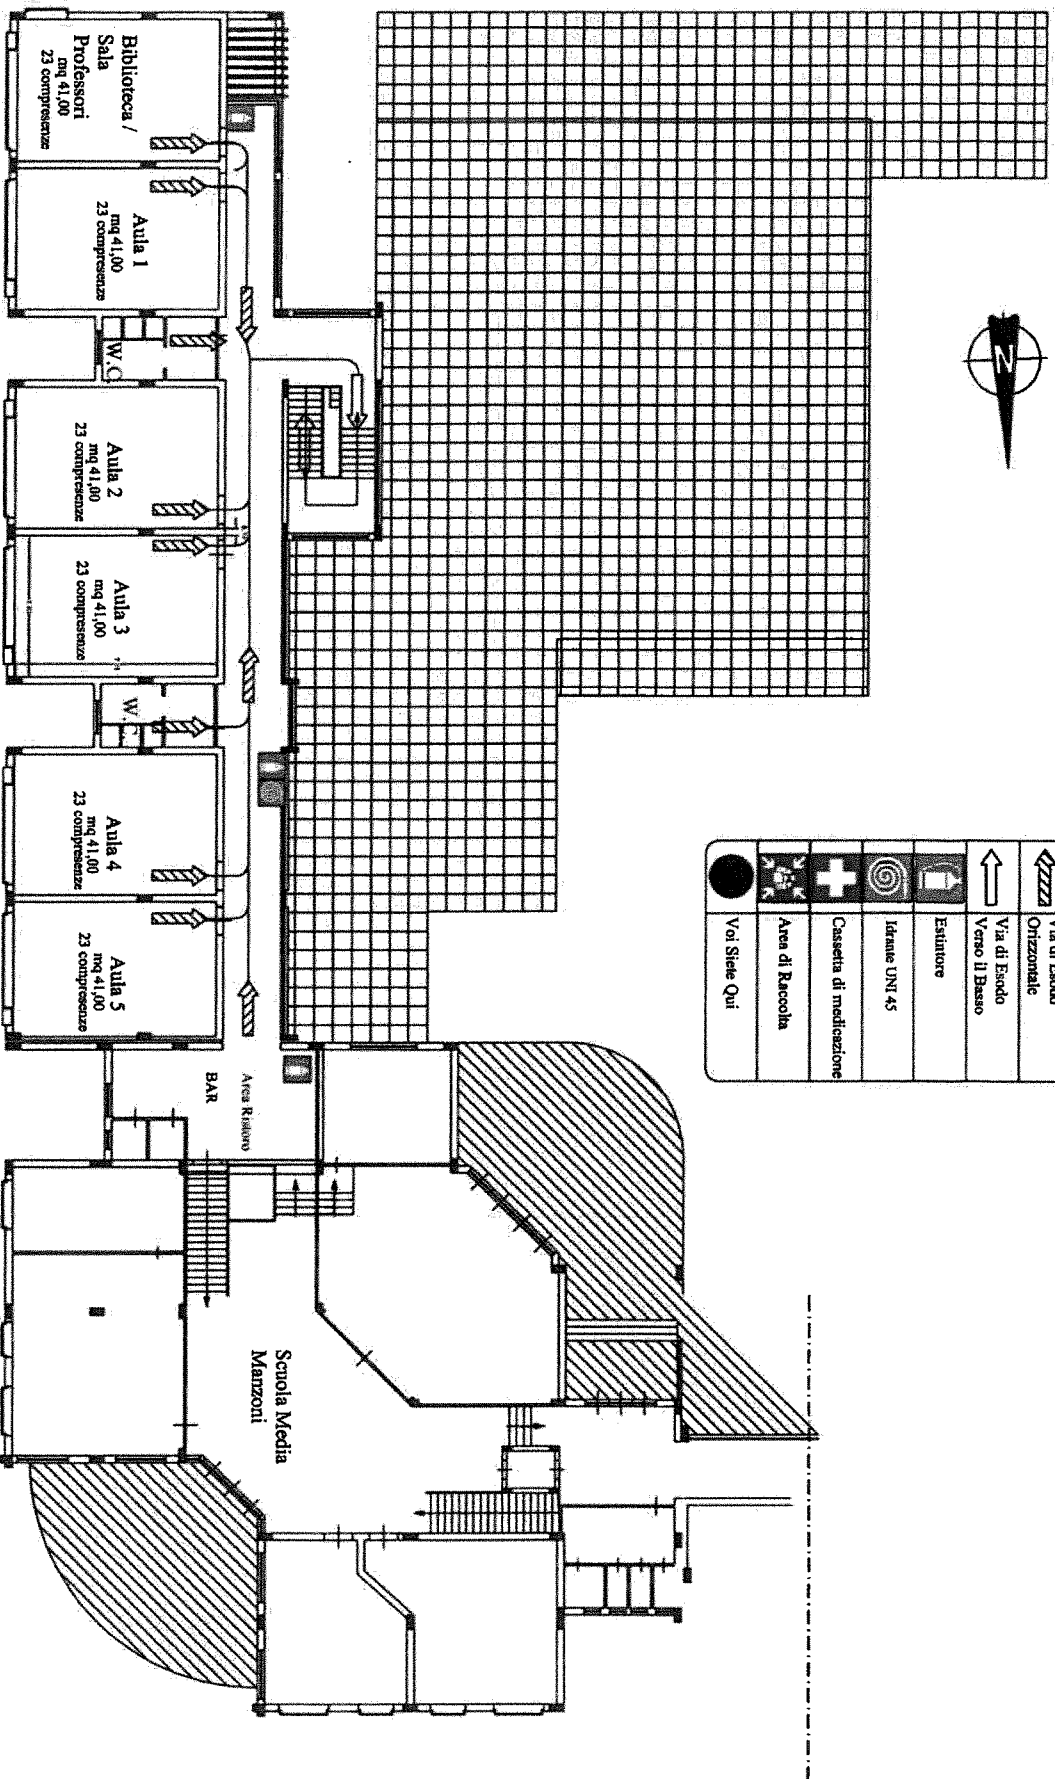 Biblioteca /
Sala
Professori
mq 41,00
23 compresenze
Aula 1
mq 41,00
23 compresenze
W.C.
Aula 2
mq 41,00
23 compresenze
Aula 3
mq 41,00
23 compresenze
W.C.
Aula 4
mq 41,00
23 compresenze
Aula 5
mq 41,00
23 compresenze
Area Ristoro
BAR
Scuola Media
Manzoni
N
Via di Esodo
Orizzontale
Via di Esodo
Verso il Basso
Estintore
Idrante UNI 45
Cassetta di medicazione
Area di Raccolta
Voi Siete Qui